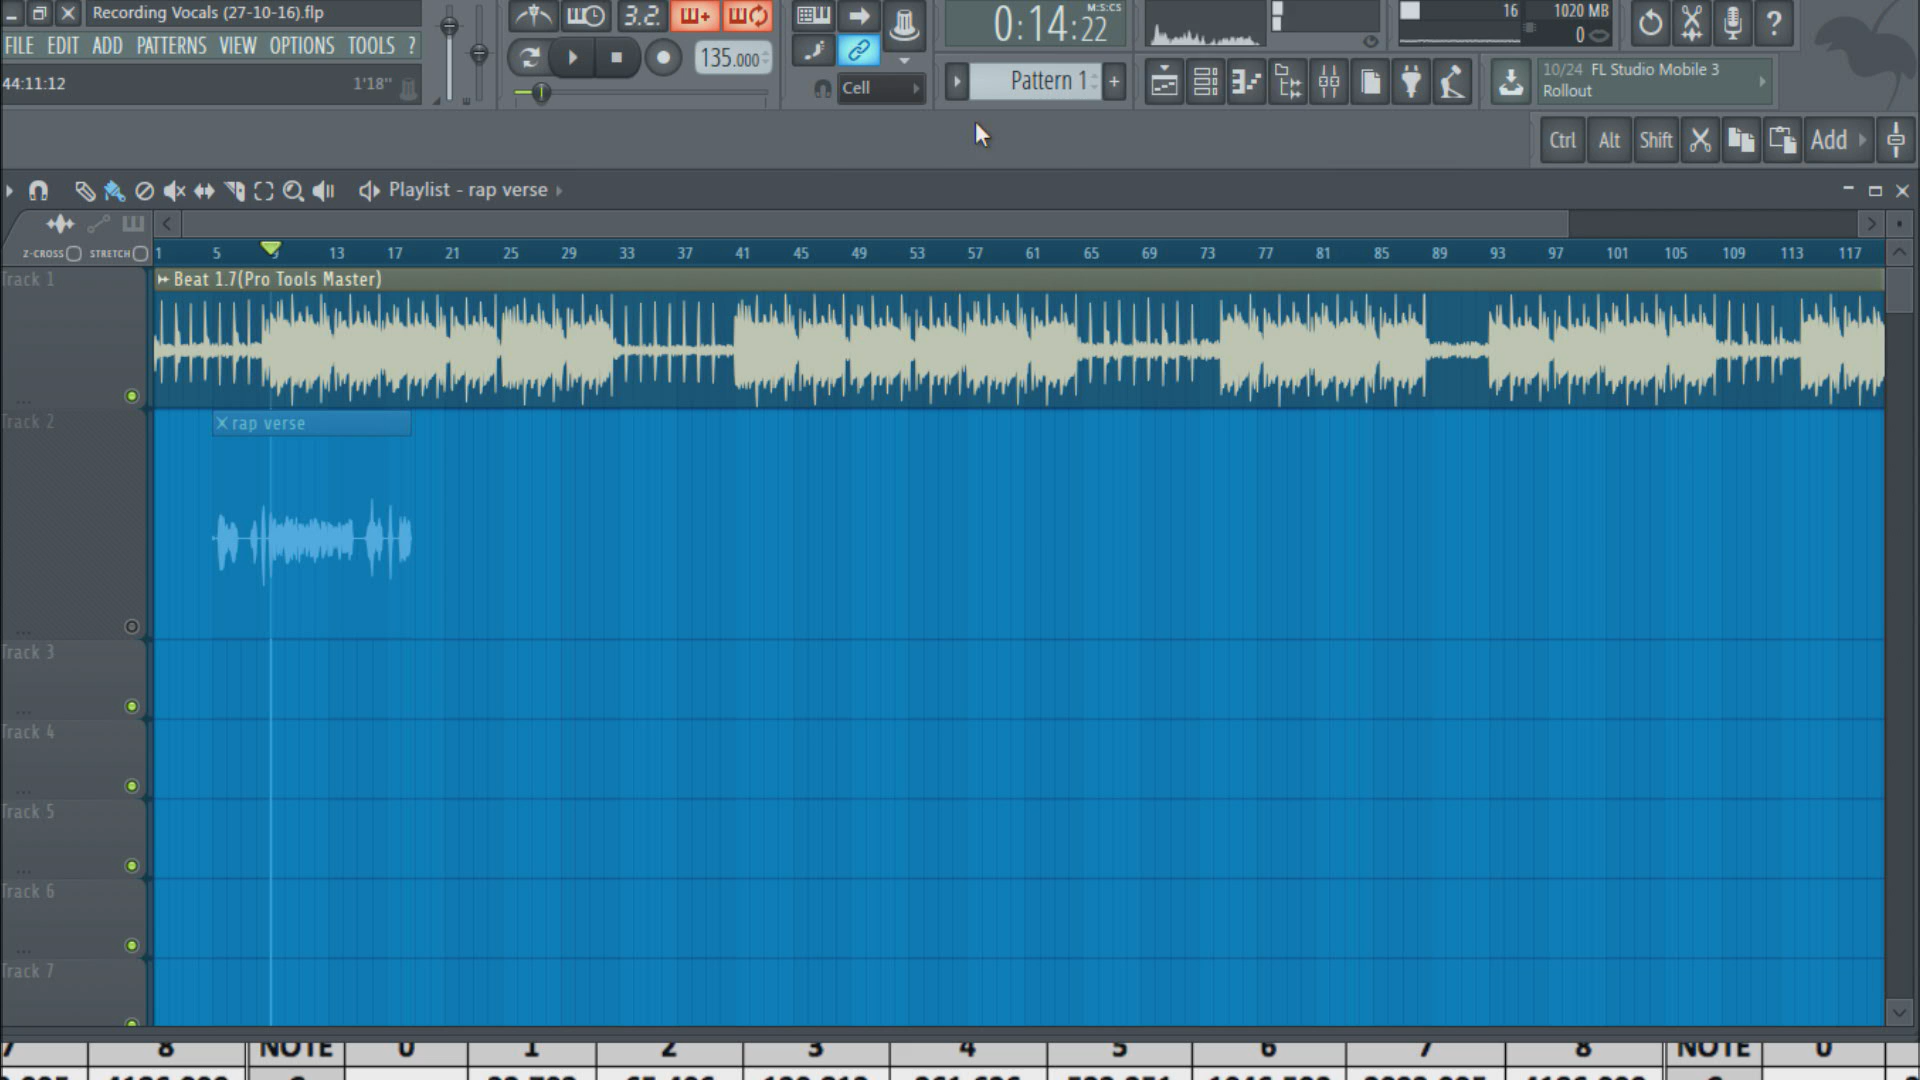 Recording Vocals (27-10-16).flp
FILE EDIT ADD PATTERNS VIEW OPTIONS TOOLS ?
44:11:12 1'18"
3.2.
135.000
Cell
0:14:22 M:S:CS
Pattern 1
16 1020 MB
0
10/24 FL Studio Mobile 3
Rollout
Ctrl Alt Shift Add
Playlist - rap verse
Z-CROSS STRETCH
1 5 9 13 17 21 25 29 33 37 41 45 49 53 57 61 65 69 73 77 81 85 89 93 97 101 105 109 113 117
Track 1
Beat 1.7(Pro Tools Master)
Track 2
rap verse
Track 3
Track 4
Track 5
Track 6
Track 7
7 8 NOTE 0 1 2 3 4 5 6 7 8 NOTE 0